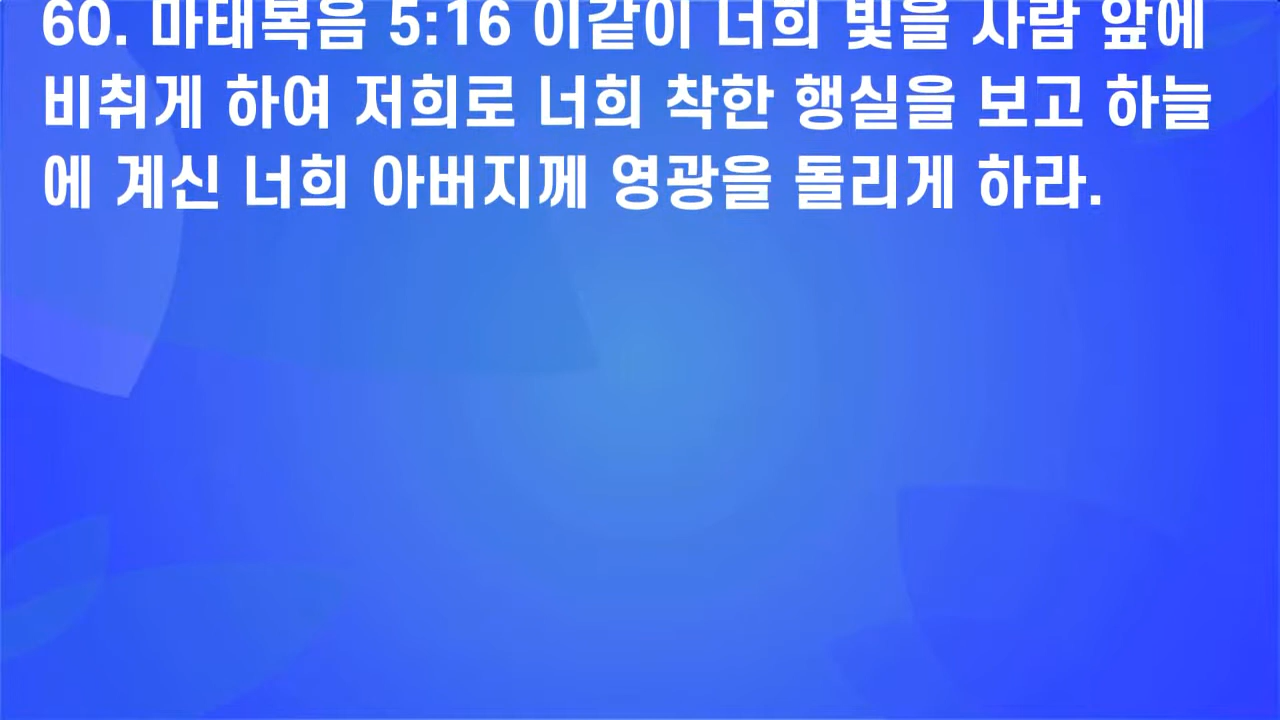 60. 마태복음 5:16 이같이 너희 빛을 사람 앞에
비취게 하여 저희로 너희 착한 행실을 보고 하늘
에 계신 너희 아버지께 영광을 돌리게 하라.